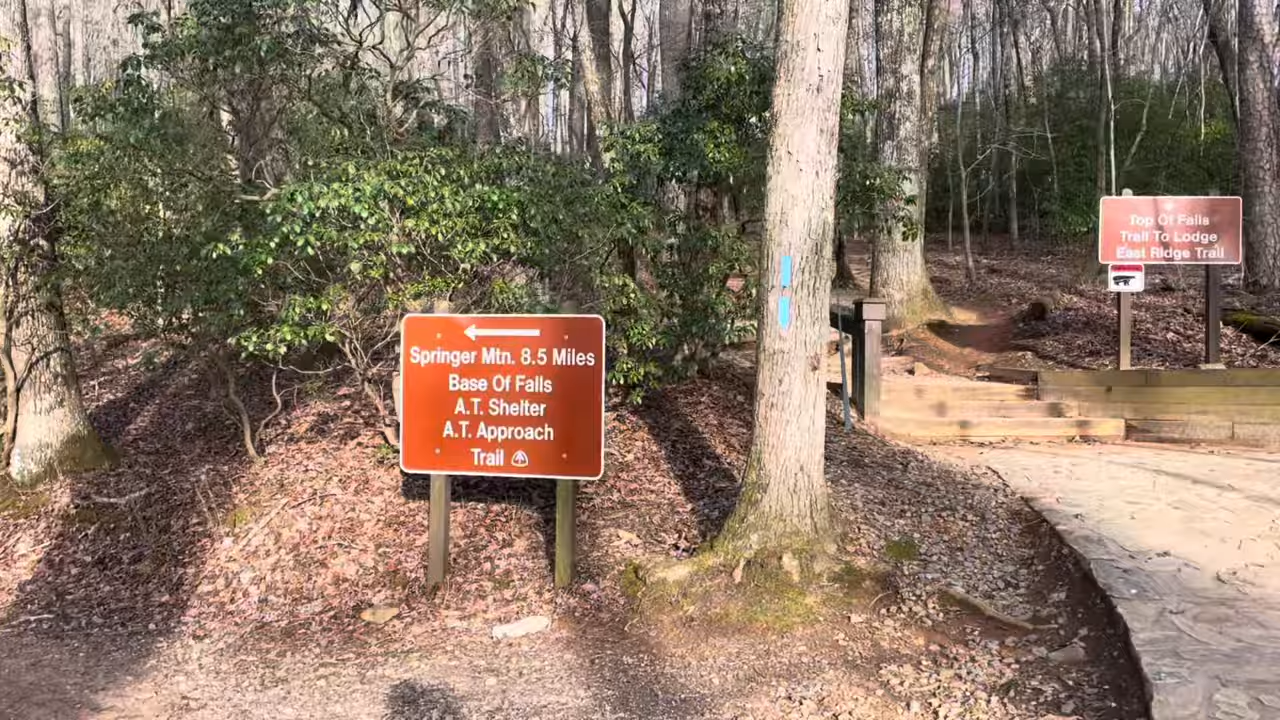 Springer Mtn. 8.5 Miles
Base Of Falls
A.T. Shelter
A.T. Approach
Trail
Top Of Falls
Trail To Lodge
East Ridge Trail